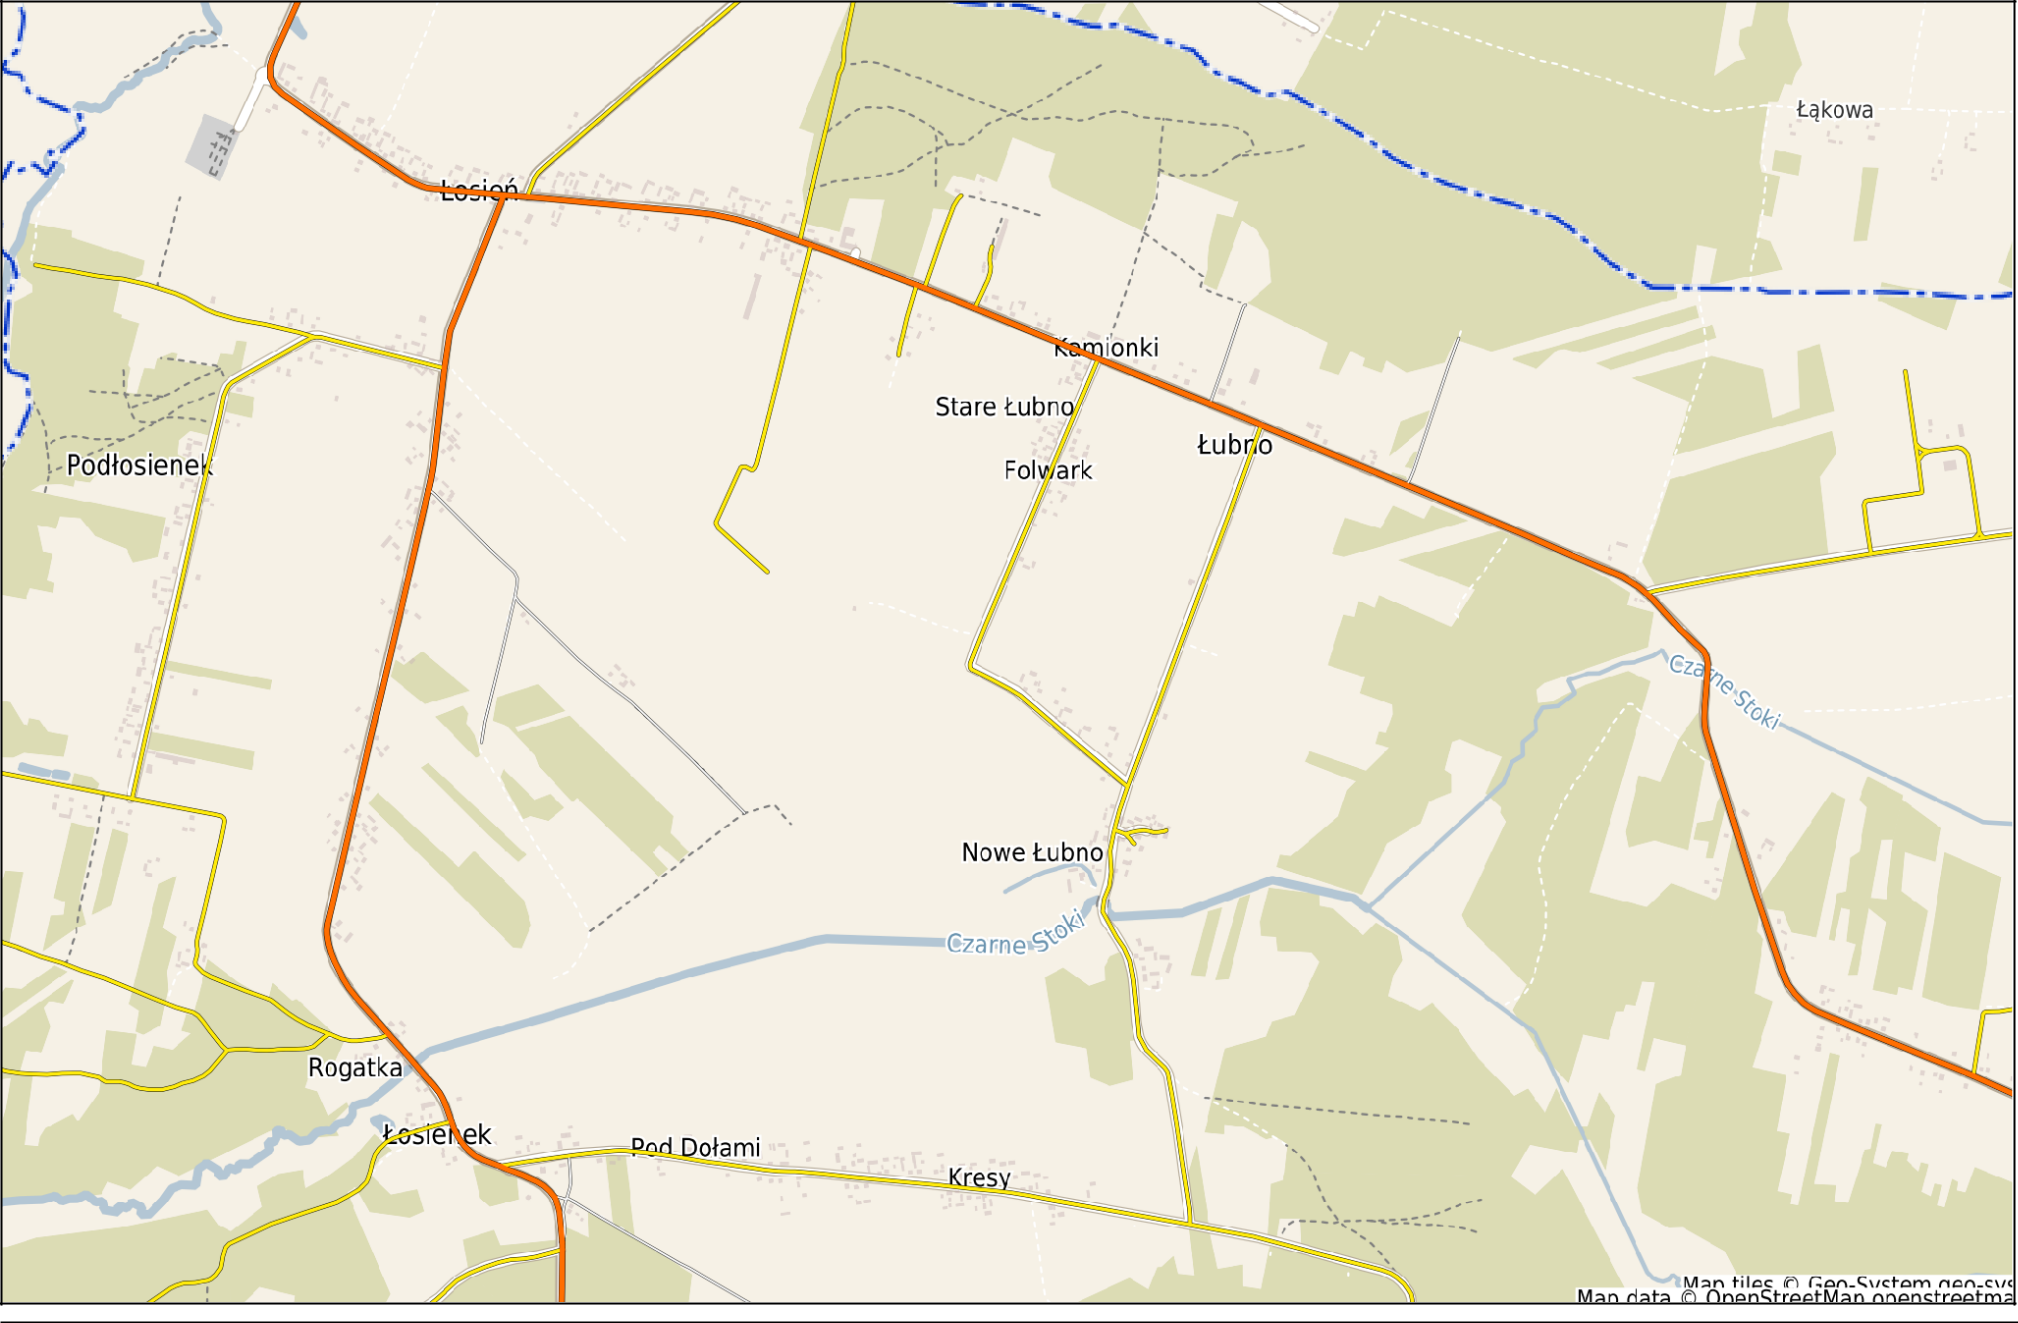 Łąkowa
Łosień
Kamionki
Stare Łubno
Łubno
Podłosienek
Folwark
Czarne Stoki
Nowe Łubno
Czarne Stoki
Rogatka
Łosienek
Pod Dołami
Kresy
Map tiles © Geo-System geo-sys
Map data © OpenStreetMap openstreetma